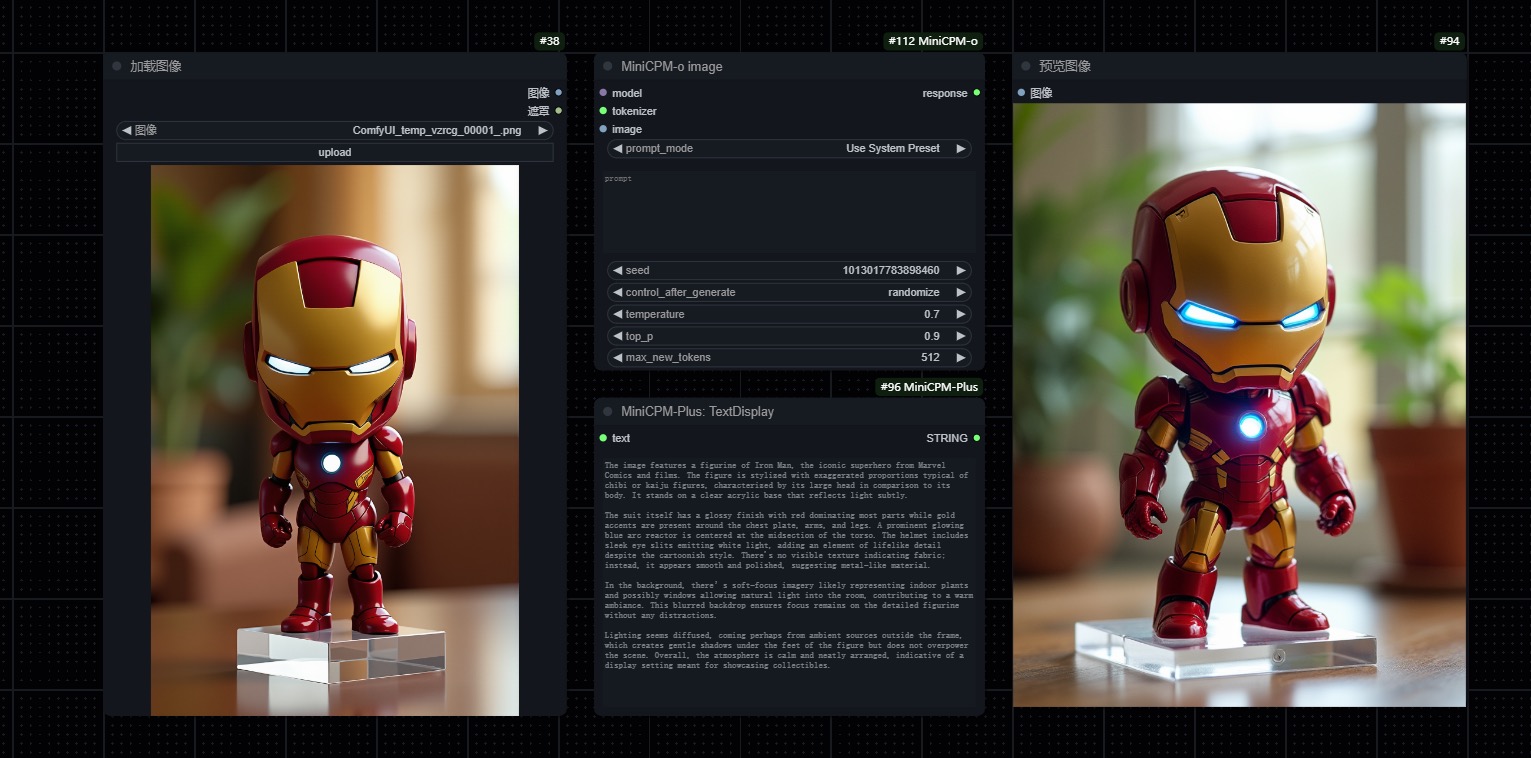 #38
加载图像
图像
遮罩
图像 ComfyUI_temp_vzrcg_00001_.png
upload
#112 MiniCPM-o
MiniCPM-o image
model response
tokenizer
image
prompt_mode Use System Preset
prompt
seed 1013017783898460
control_after_generate randomize
temperature 0.7
top_p 0.9
max_new_tokens 512
#96 MiniCPM-Plus
MiniCPM-Plus: TextDisplay
text STRING
The image features a figurine of Iron Man, the iconic superhero from Marvel
Comics and films. The figure is stylized with exaggerated proportions typical of
chibi or kaiju figures, characterized by its large head in comparison to its
body. It stands on a clear acrylic base that reflects light subtly.
The suit itself has a glossy finish with red dominating most parts while gold
accents are present around the chest plate, arms, and legs. A prominent glowing
blue arc reactor is centered at the midsection of the torso. The helmet includes
sleek eye slits emitting white light, adding an element of lifelike detail
despite the cartoonish style. There's no visible texture indicating fabric;
instead, it appears smooth and polished, suggesting metal-like material.
In the background, there's soft-focus imagery likely representing indoor plants
and possibly windows allowing natural light into the room, contributing to a warm
ambiance. This blurred backdrop ensures focus remains on the detailed figurine
without any distractions.
Lighting seems diffused, coming perhaps from ambient sources outside the frame,
which creates gentle shadows under the feet of the figure but does not overpower
the scene. Overall, the atmosphere is calm and neatly arranged, indicative of a
display setting meant for showcasing collectibles.
#94
预览图像
图像